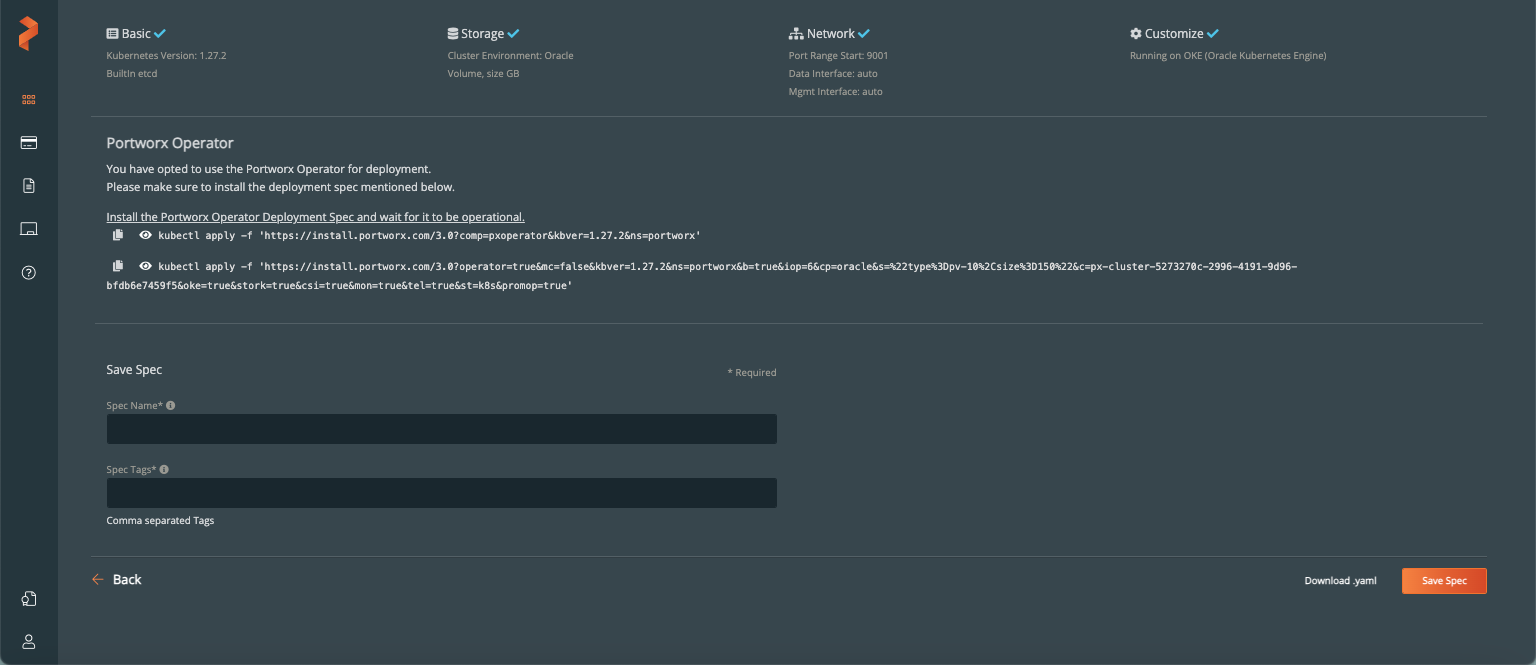 Basic
Storage
Network
Customize
Kubernetes Version: 1.27.2
Cluster Environment: Oracle
Port Range Start: 9001
Running on OKE (Oracle Kubernetes Engine)
BuiltIn etcd
Volume, size GB
Data Interface: auto
Mgmt Interface: auto
Portworx Operator
You have opted to use the Portworx Operator for deployment.
Please make sure to install the deployment spec mentioned below.
Install the Portworx Operator Deployment Spec and wait for it to be operational.
kubectl apply -f 'https://install.portworx.com/3.0?comp=pxoperator&kbver=1.27.2&ns=portworx'
kubectl apply -f 'https://install.portworx.com/3.0?operator=true&mc=false&kbver=1.27.2&ns=portworx&b=true&iop=6&cp=oracle&s=%22type%3Dpv-10%2Csize%3D150%22&c=px-cluster-5273270c-2996-4191-9d96-
bfdb6e7459f5&oke=true&stork=true&csi=true&mon=true&tel=true&st=k8s&promop=true'
Save Spec
* Required
Spec Name*
Spec Tags*
Comma separated Tags
Back
Download .yaml
Save Spec